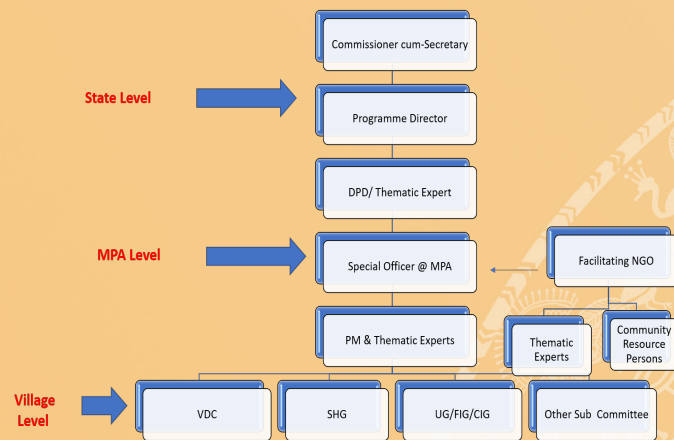 Commissioner cum-Secretary
State Level
Programme Director
DPD/ Thematic Expert
MPA Level
Special Officer @ MPA
Facilitating NGO
PM & Thematic Experts
Thematic
Experts
Community
Resource
Persons
Village
Level
VDC
SHG
UG/FIG/CIG
Other Sub Committee